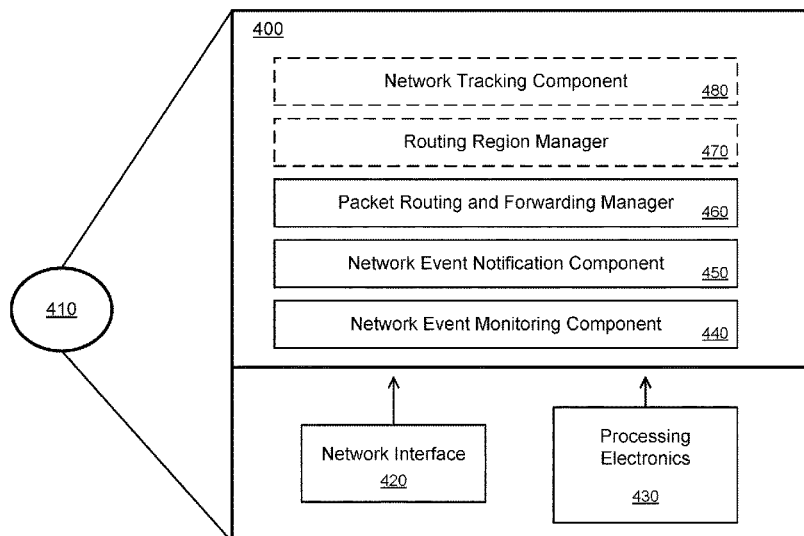 400
Network Tracking Component
480
Routing Region Manager
470
Packet Routing and Forwarding Manager
460
Network Event Notification Component
450
410
Network Event Monitoring Component
440
Network Interface
420
Processing
Electronics
430